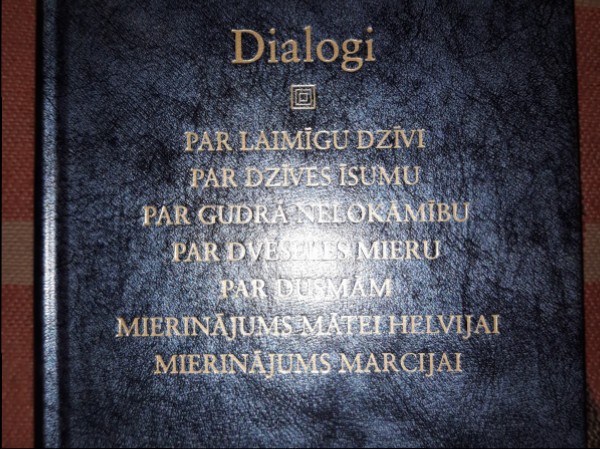 Dialogi
PAR LAIMĪGU DZĪVI
PAR DZĪVES ĪSUMU
PAR GUDRĀ NELOKĀMĪBU
PAR DVĒSELES MIERU
PAR DUSMĀM
MIERINĀJUMS MĀTEI HELVIJAI
MIERINĀJUMS MARCIJAI